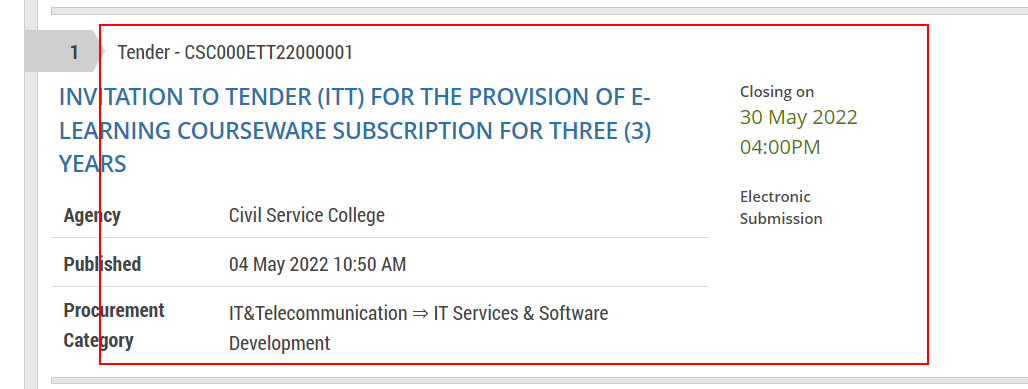 1 Tender - CSC000ETT22000001
INVITATION TO TENDER (ITT) FOR THE PROVISION OF E-
LEARNING COURSEWARE SUBSCRIPTION FOR THREE (3)
YEARS
Closing on
30 May 2022
04:00PM
Electronic
Submission
Agency Civil Service College
Published 04 May 2022 10:50 AM
Procurement IT&Telecommunication ⇒ IT Services & Software
Category Development